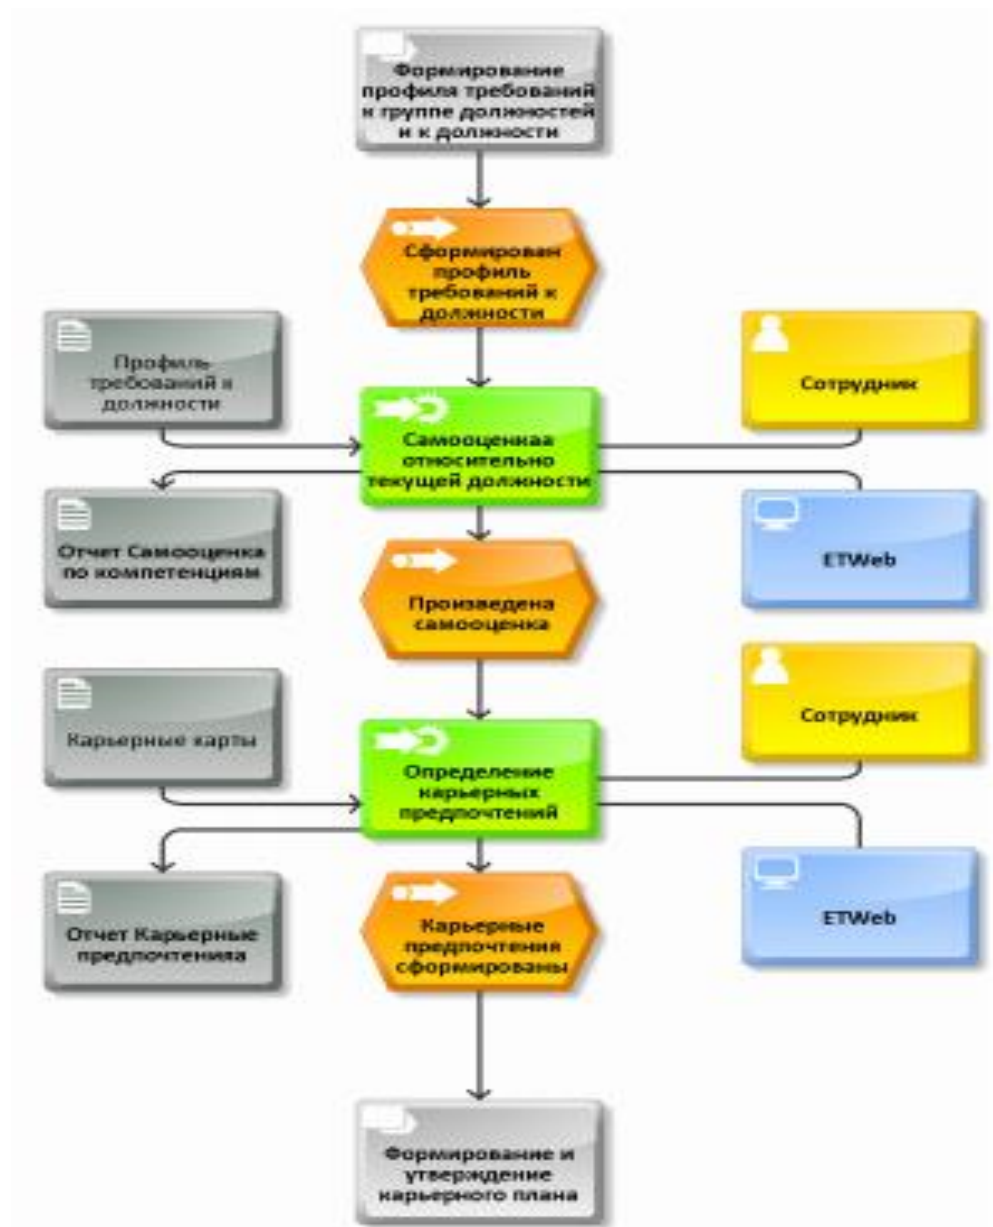 Формирование
профиля требований
к группе должностей
и к должности
Сформирован
профиль
требований к
должности
Профиль
требований к
должности
Сотрудник
Самооценкаа
относительно
текущей должности
Отчет Самооценка
по компетенциям
ETWeb
Произведена
самооценка
Карьерные карты
Сотрудник
Определение
карьерных
предпочтений
Отчет Карьерные
предпочтенияа
Карьерные
предпочтения
сформированы
ETWeb
Формирование и
утверждение
карьерного плана